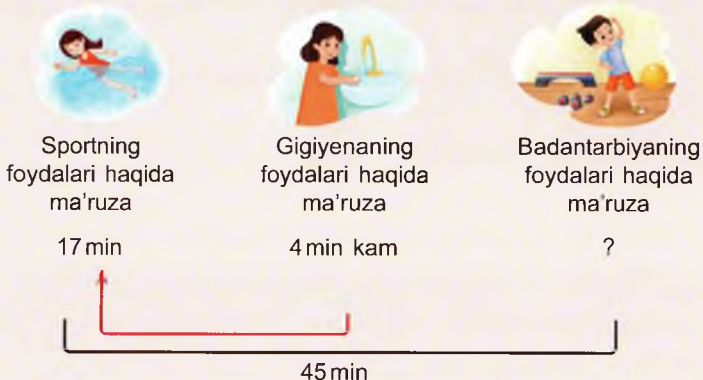 Sportning
foydalari haqida
ma'ruza
17 min
Gigiyenaning
foydalari haqida
ma'ruza
4 min kam
Badantarbiyaning
foydalari haqida
ma'ruza
?
45 min